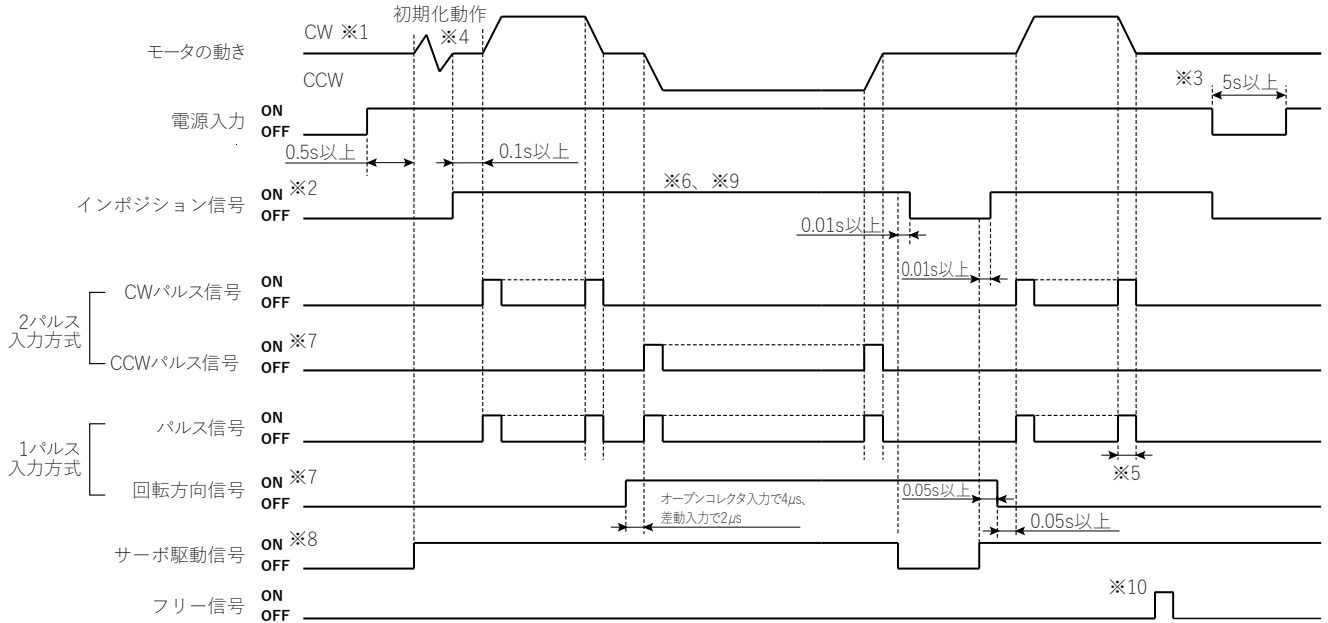 初期化動作
CW ※1
※4
モータの動き
CCW
※3
5s以上
電源入力
ON
OFF
0.5s以上
0.1s以上
インポジション信号
ON ※2
OFF
※6、※9
0.01s以上
0.01s以上
2パルス
入力方式
CWパルス信号
ON
OFF
CCWパルス信号
ON ※7
OFF
1パルス
入力方式
パルス信号
ON
OFF
※5
回転方向信号
ON ※7
OFF
オープンコレクタ入力で4μs、
差動入力で2μs
0.05s以上
0.05s以上
サーボ駆動信号
ON ※8
OFF
フリー信号
ON
OFF
※10